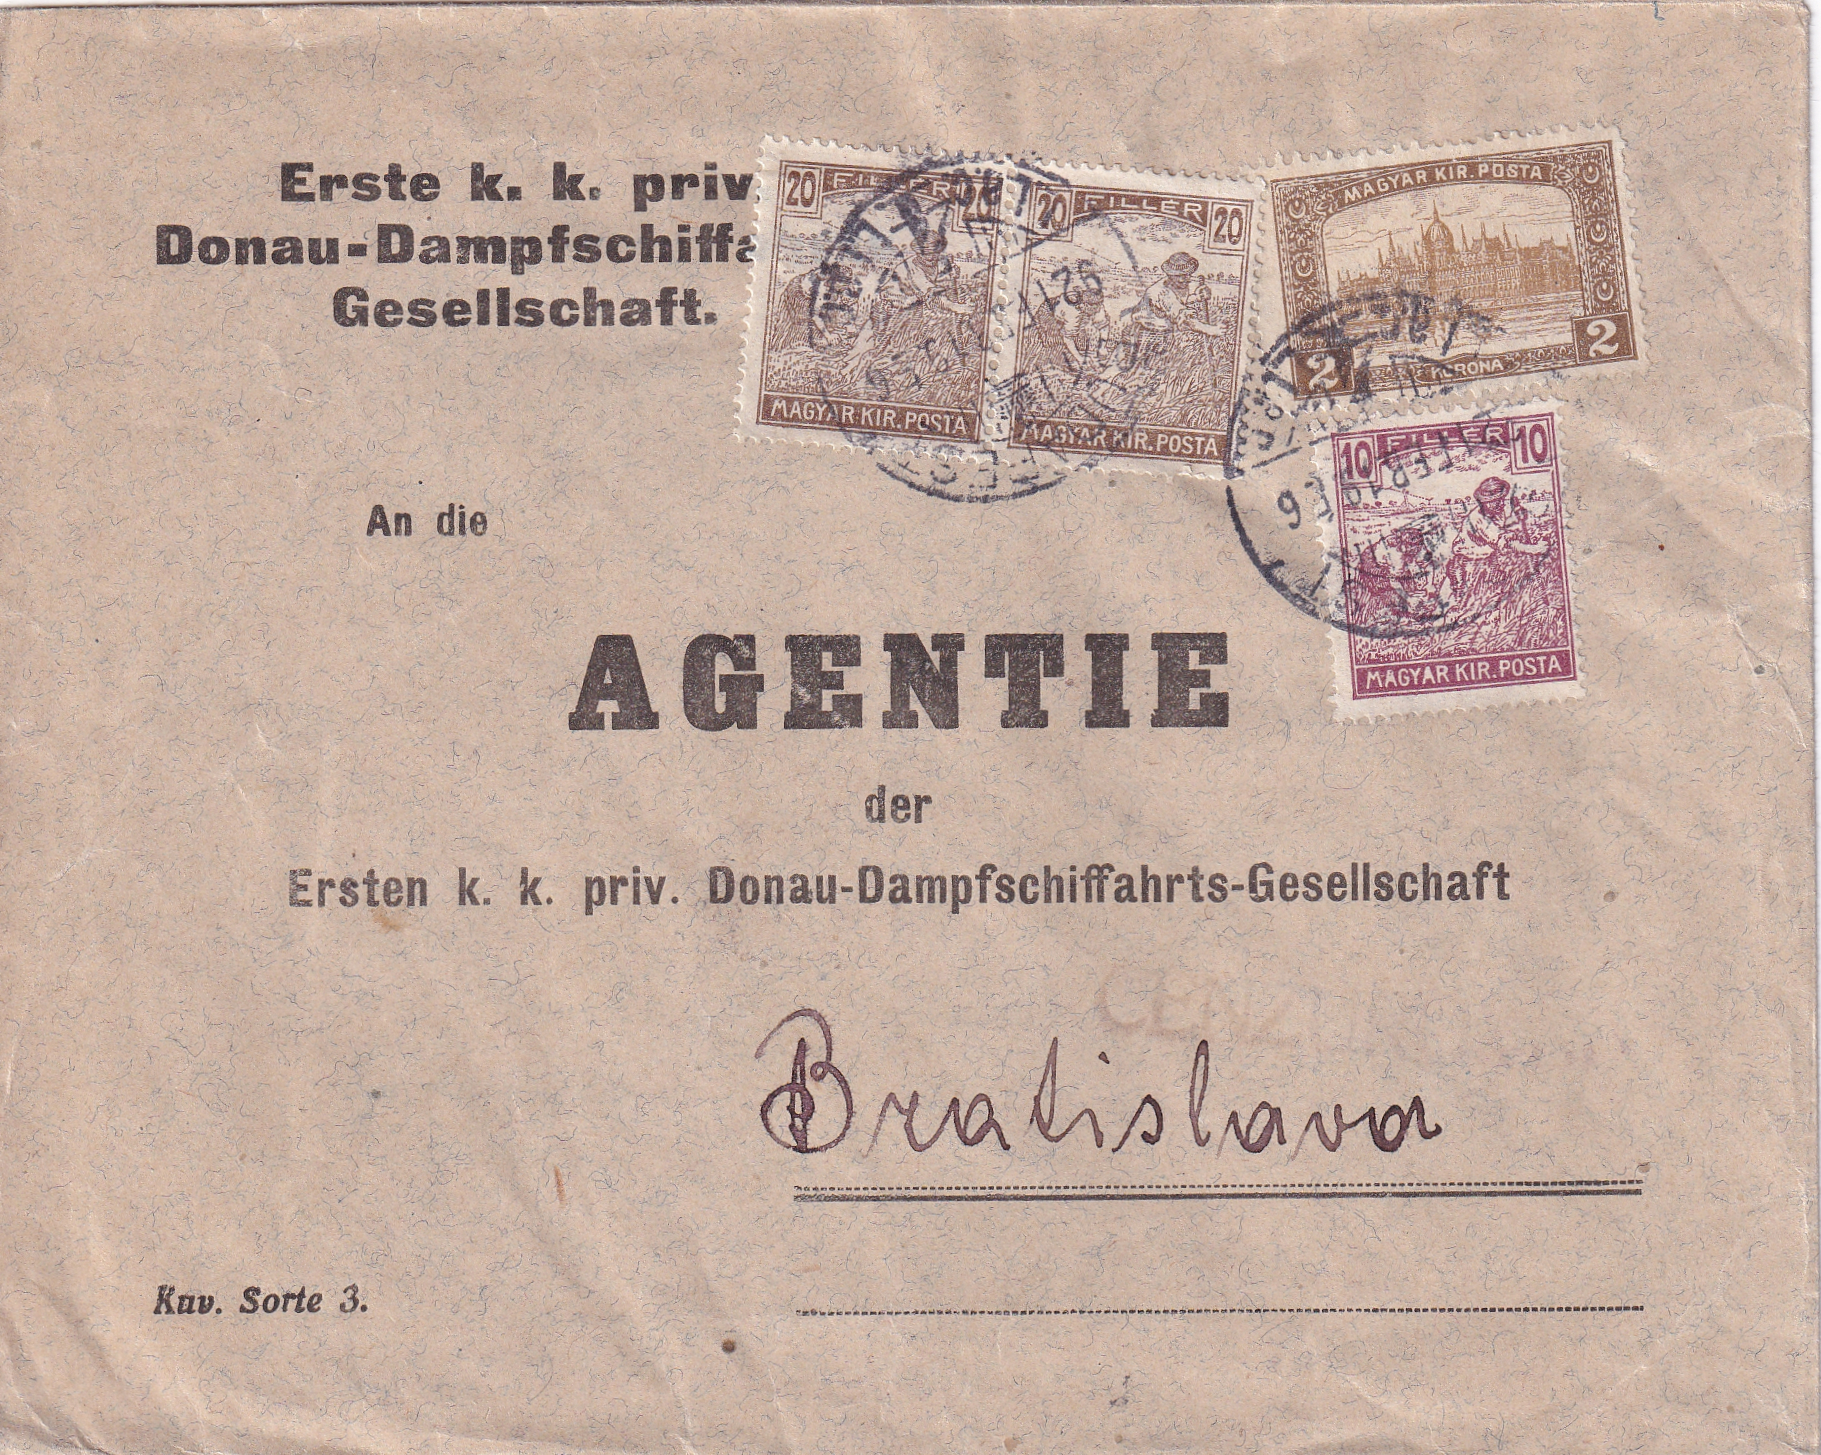 Erste k. k. priv
Donau-Dampfschiffa
Gesellschaft.
20 FILLER 20
MAGYAR.KIR.POSTA
20 FILLER 20
MAGYAR.KIR.POSTA
MAGYAR KIR. POSTA
2 KORONA 2
10 FILLER 10
MAGYAR KIR. POSTA
An die
AGENTIE
der
Ersten k. k. priv. Donau-Dampfschiffahrts-Gesellschaft
Bratislava
Kuv. Sorte 3.